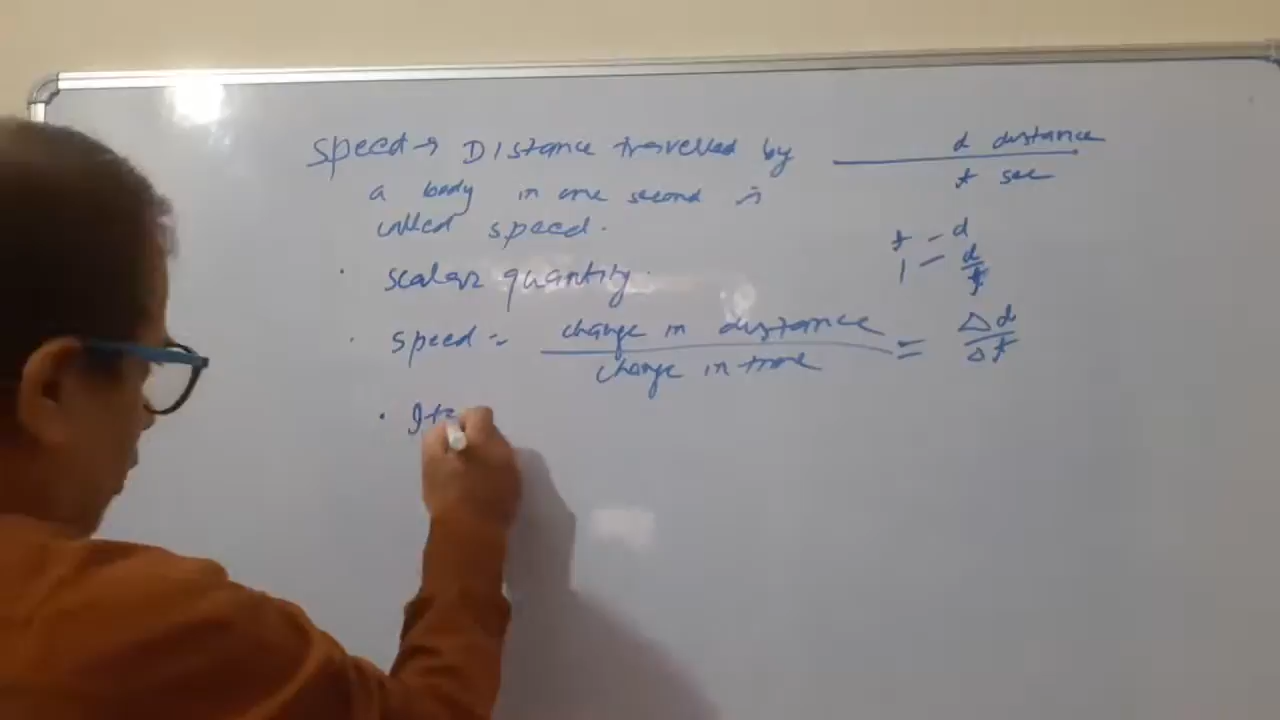 Speed → Distance travelled by
a body in one second is
called speed.
d distance
t sec
t - d
1 - d/t
• scalar quantity.
• speed = change in distance / change in time = Δd / Δt
• Its